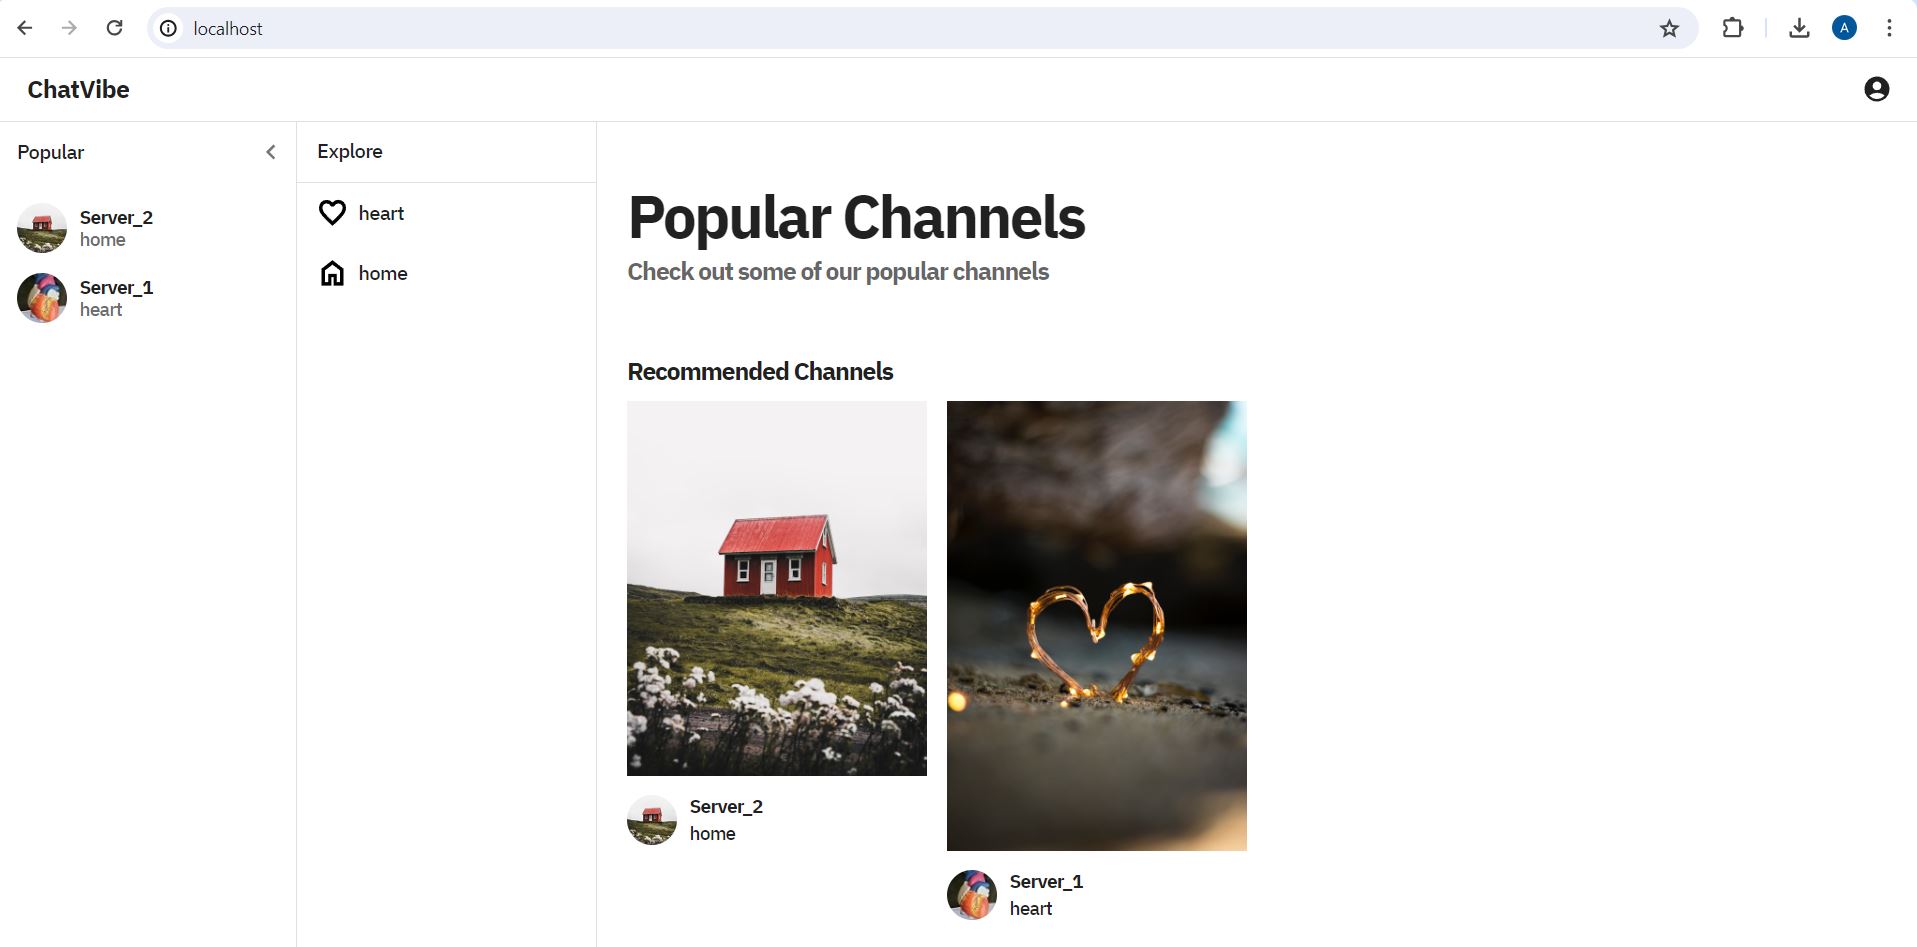 localhost
A
ChatVibe
Popular
Server_2
home
Server_1
heart
Explore
heart
home
Popular Channels
Check out some of our popular channels
Recommended Channels
Server_2
home
Server_1
heart